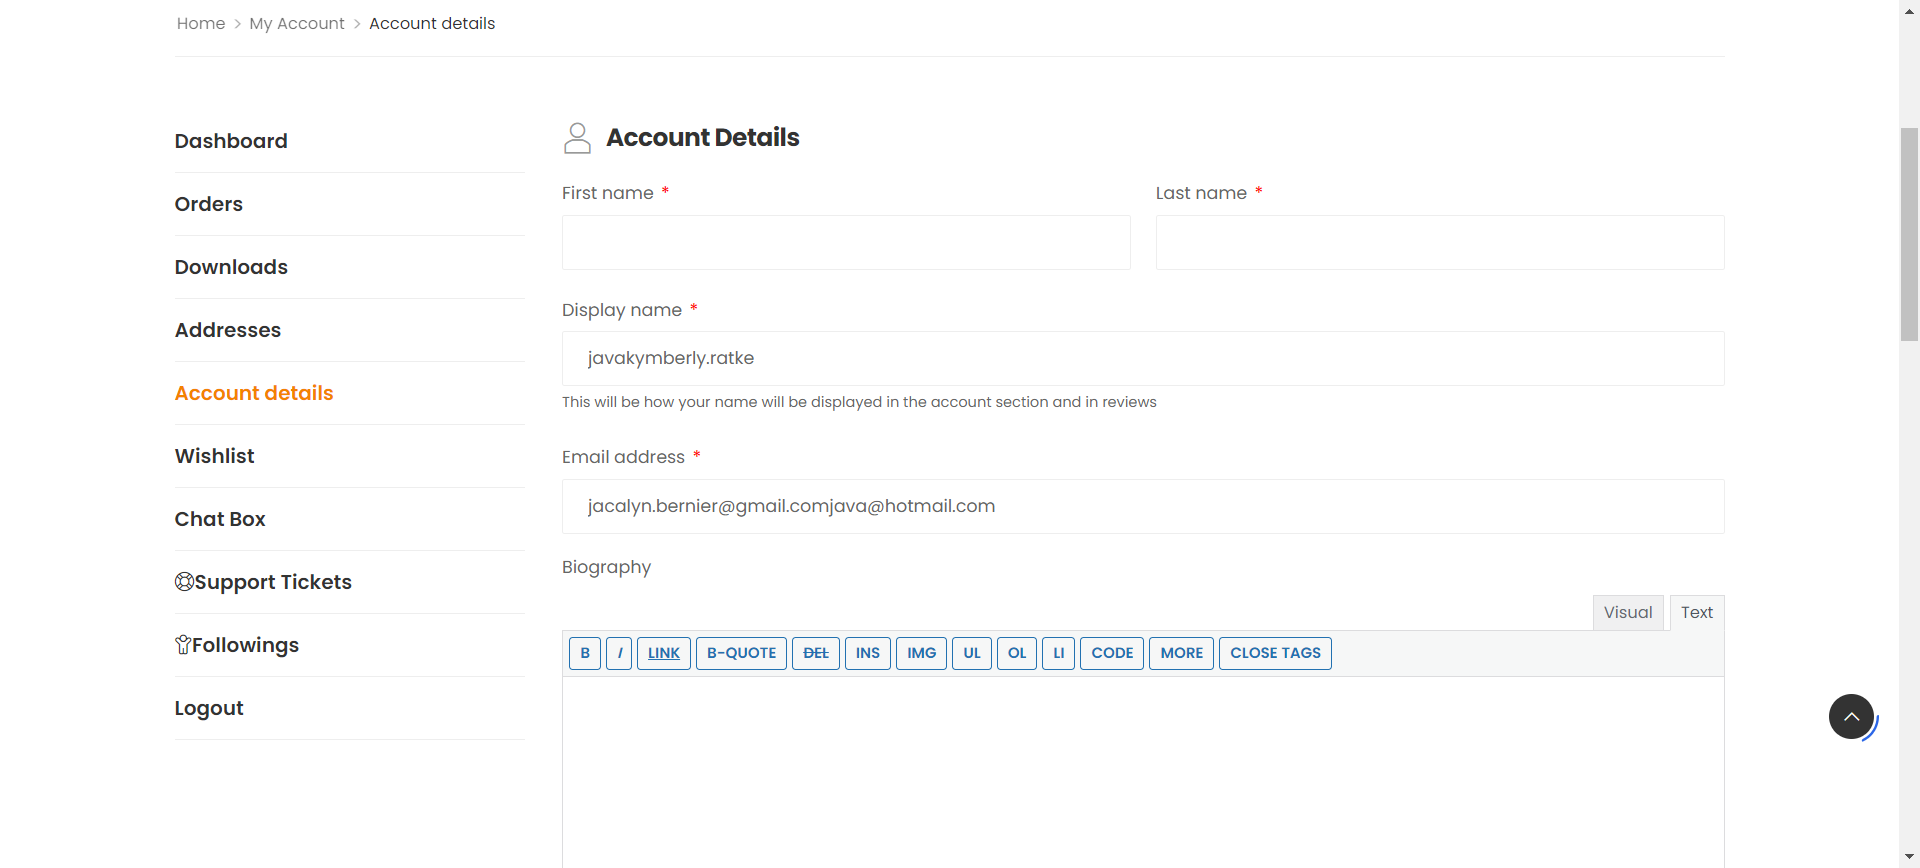 Home > My Account > Account details
Dashboard
Orders
Downloads
Addresses
Account details
Wishlist
Chat Box
Support Tickets
Followings
Logout
Account Details
First name * Last name *
Display name *
javakymberly.ratke
This will be how your name will be displayed in the account section and in reviews
Email address *
jacalyn.bernier@gmail.comjava@hotmail.com
Biography
Visual Text
B I LINK B-QUOTE DEL INS IMG UL OL LI CODE MORE CLOSE TAGS